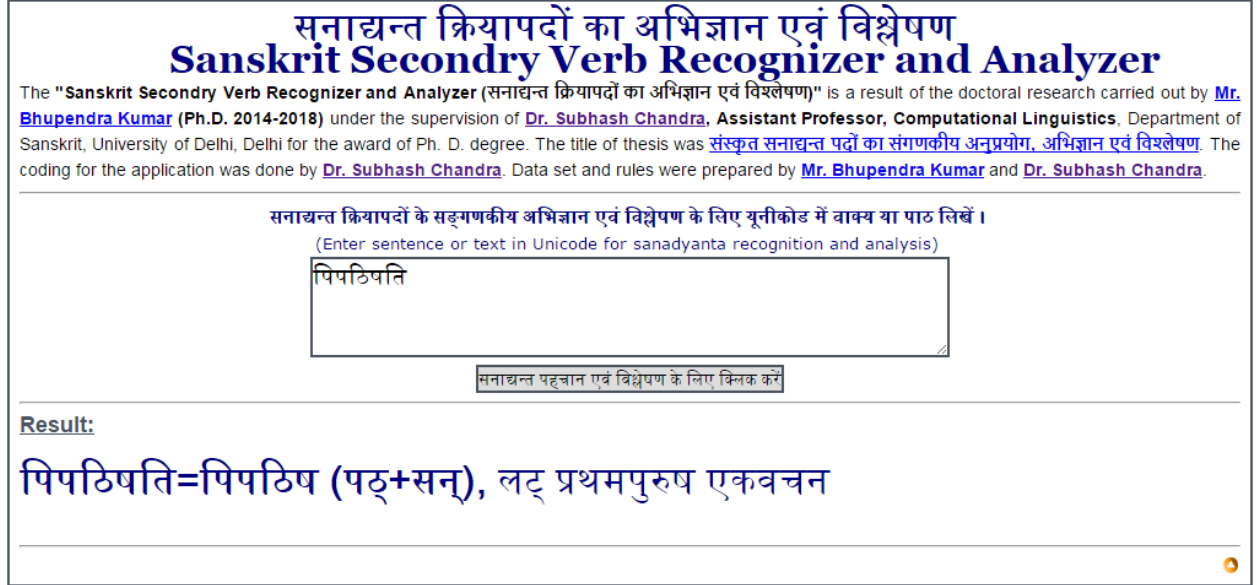 सनाद्यन्त क्रियापदों का अभिज्ञान एवं विश्लेषण
Sanskrit Secondry Verb Recognizer and Analyzer
The "Sanskrit Secondry Verb Recognizer and Analyzer (सनाद्यन्त क्रियापदों का अभिज्ञान एवं विश्लेषण)" is a result of the doctoral research carried out by Mr.
Bhupendra Kumar (Ph.D. 2014-2018) under the supervision of Dr. Subhash Chandra, Assistant Professor, Computational Linguistics, Department of
Sanskrit, University of Delhi, Delhi for the award of Ph. D. degree. The title of thesis was संस्कृत सनाद्यन्त पदों का संगणकीय अनुप्रयोग, अभिज्ञान एवं विश्लेषण. The
coding for the application was done by Dr. Subhash Chandra. Data set and rules were prepared by Mr. Bhupendra Kumar and Dr. Subhash Chandra.
सनाद्यन्त क्रियापदों के सङ्गणकीय अभिज्ञान एवं विश्लेषण के लिए यूनीकोड में वाक्य या पाठ लिखें।
(Enter sentence or text in Unicode for sanadyanta recognition and analysis)
पिपठिषति
सनाद्यन्त पहचान एवं विश्लेषण के लिए क्लिक करें
Result:
पिपठिषति=पिपठिष (पठ्+सन्), लट् प्रथमपुरुष एकवचन